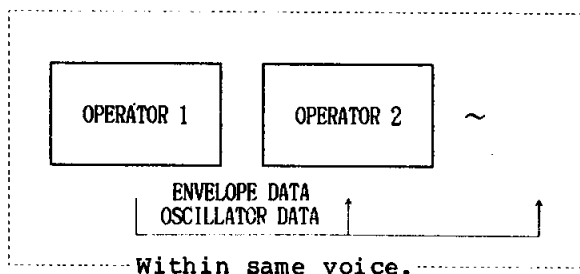 OPERATOR 1
OPERATOR 2
~
ENVELOPE DATA
OSCILLATOR DATA
Within same voice.